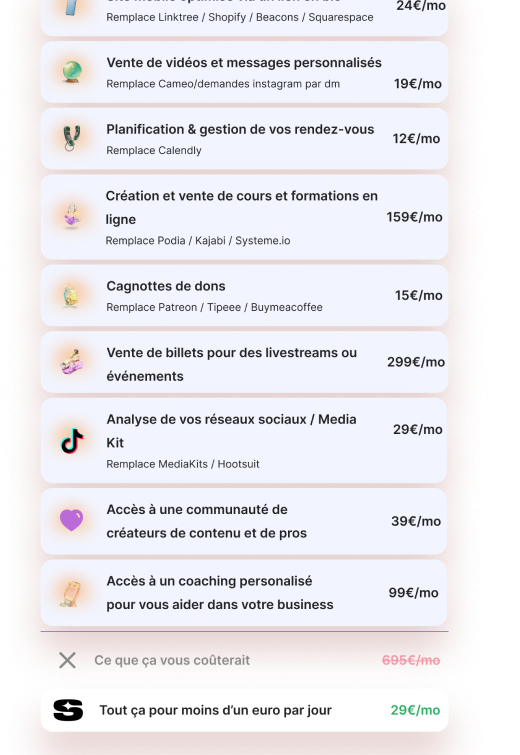 24€/mo
Remplace Linktree / Shopify / Beacons / Squarespace
Vente de vidéos et messages personnalisés
Remplace Cameo/demandes instagram par dm
19€/mo
Planification & gestion de vos rendez-vous
12€/mo
Remplace Calendly
Création et vente de cours et formations en
ligne
159€/mo
Remplace Podia / Kajabi / Systeme.io
Cagnottes de dons
15€/mo
Remplace Patreon / Tipeee / Buymeacoffee
Vente de billets pour des livestreams ou
299€/mo
événements
Analyse de vos réseaux sociaux / Media
29€/mo
Kit
Remplace MediaKits / Hootsuit
Accès à une communauté de
39€/mo
créateurs de contenu et de pros
Accès à un coaching personalisé
99€/mo
pour vous aider dans votre business
Ce que ça vous coûterait 695€/mo
Tout ça pour moins d'un euro par jour 29€/mo